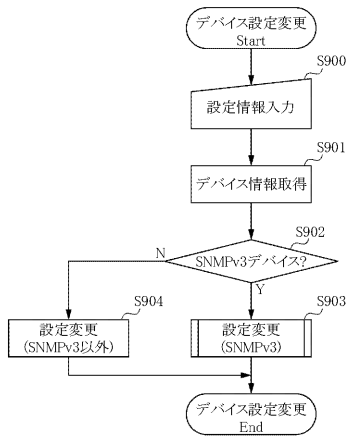 デバイス設定変更
Start
S900
設定情報入力
S901
デバイス情報取得
S902
SNMPv3デバイス?
N
Y
S904
設定変更
(SNMPv3以外)
S903
設定変更
(SNMPv3)
デバイス設定変更
End